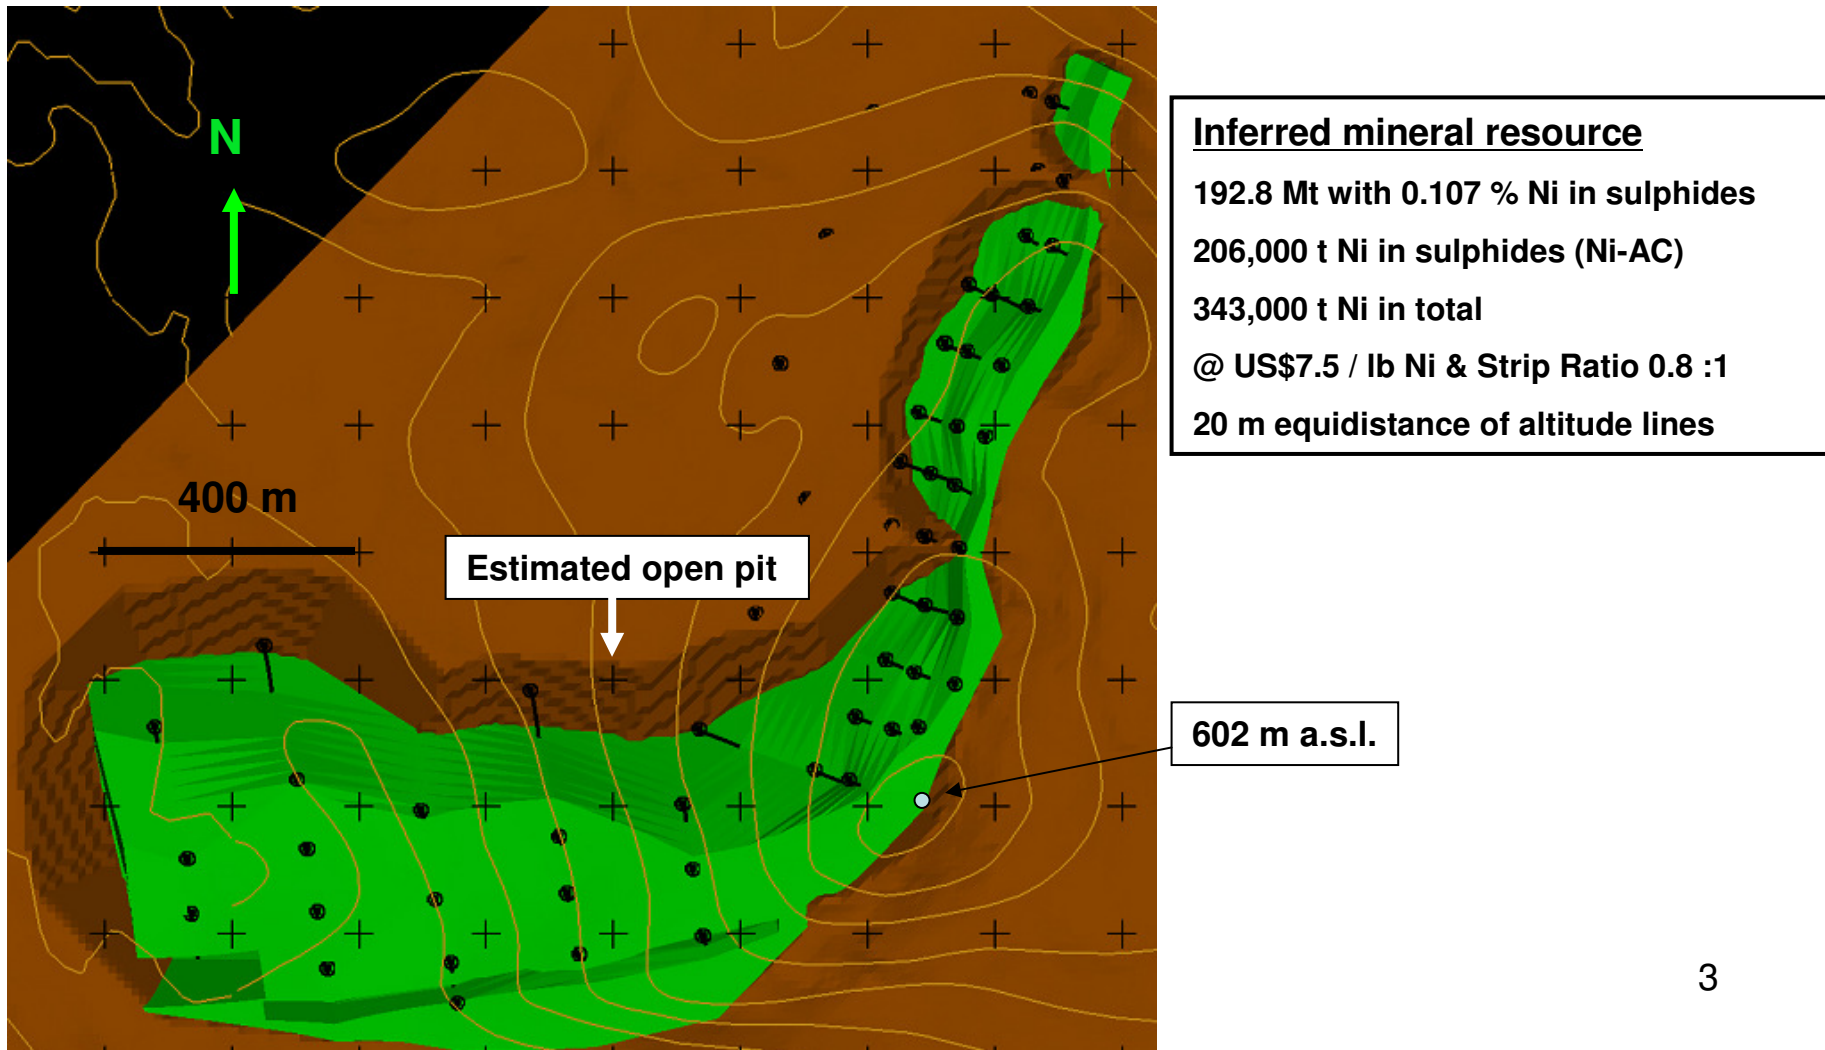 N
Inferred mineral resource
192.8 Mt with 0.107 % Ni in sulphides
206,000 t Ni in sulphides (Ni-AC)
343,000 t Ni in total
@ US$7.5 / lb Ni & Strip Ratio 0.8 :1
20 m equidistance of altitude lines
400 m
Estimated open pit
602 m a.s.l.
3